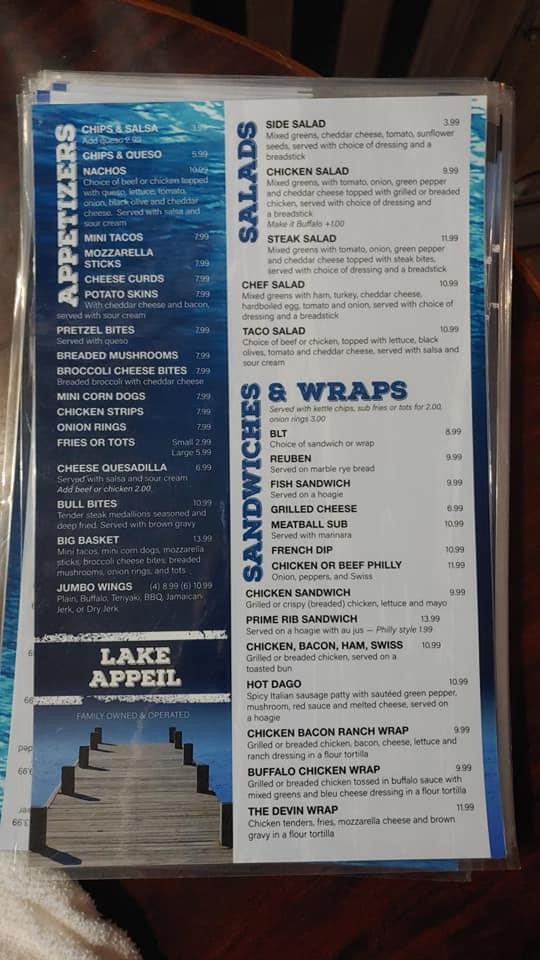 APPETIZERS
CHIPS & SALSA 3.99
Add queso 2.99
CHIPS & QUESO 5.99
NACHOS 10.99
Choice of beef or chicken topped
with queso, lettuce, tomato,
onion, black olive and cheddar
cheese. Served with salsa and
sour cream
MINI TACOS 7.99
MOZZARELLA
STICKS 7.99
CHEESE CURDS 7.99
POTATO SKINS 7.99
With cheddar cheese and bacon,
served with sour cream
PRETZEL BITES 7.99
Served with queso
BREADED MUSHROOMS 7.99
BROCCOLI CHEESE BITES 7.99
Breaded broccoli with cheddar cheese
MINI CORN DOGS 7.99
CHICKEN STRIPS 7.99
ONION RINGS 7.99
FRIES OR TOTS Small 2.99
Large 5.99
CHEESE QUESADILLA 6.99
Served with salsa and sour cream
Add beef or chicken 2.00
BULL BITES 10.99
Tender steak medallions seasoned and
deep fried. Served with brown gravy
BIG BASKET 13.99
Mini tacos, mini corn dogs, mozzarella
sticks, broccoli cheese bites, breaded
mushrooms, onion rings, and tots
JUMBO WINGS (4) 8.99 (6) 10.99
Plain, Buffalo, Teriyaki, BBQ, Jamaican
Jerk, or Dry Jerk
LAKE
APPEIL
FAMILY OWNED & OPERATED
SALADS
SIDE SALAD 3.99
Mixed greens, cheddar cheese, tomato, sunflower
seeds, served with choice of dressing and a
breadstick
CHICKEN SALAD 9.99
Mixed greens, with tomato, onion, green pepper
and cheddar cheese topped with grilled or breaded
chicken, served with choice of dressing and
a breadstick
Make it Buffalo +1.00
STEAK SALAD 11.99
Mixed greens with tomato, onion, green pepper
and cheddar cheese topped with steak bites,
served with choice of dressing and a breadstick
CHEF SALAD 10.99
Mixed greens with ham, turkey, cheddar cheese,
hardboiled egg, tomato and onion, served with choice of
dressing and a breadstick
TACO SALAD 10.99
Choice of beef or chicken, topped with lettuce, black
olives, tomato and cheddar cheese, served with salsa and
sour cream
SANDWICHES
& WRAPS
Served with kettle chips, sub fries or tots for 2.00,
onion rings 3.00
BLT 8.99
Choice of sandwich or wrap
REUBEN 9.99
Served on marble rye bread
FISH SANDWICH 9.99
Served on a hoagie
GRILLED CHEESE 6.99
MEATBALL SUB 10.99
Served with marinara
FRENCH DIP 10.99
CHICKEN OR BEEF PHILLY 11.99
Onion, peppers, and Swiss
CHICKEN SANDWICH 9.99
Grilled or crispy (breaded) chicken, lettuce and mayo
PRIME RIB SANDWICH 13.99
Served on a hoagie with au jus — Philly style 1.99
CHICKEN, BACON, HAM, SWISS 10.99
Grilled or breaded chicken, served on a
toasted bun
HOT DAGO 10.99
Spicy Italian sausage patty with sautéed green pepper,
mushroom, red sauce and melted cheese, served on
a hoagie
CHICKEN BACON RANCH WRAP 9.99
Grilled or breaded chicken, bacon, cheese, lettuce and
ranch dressing in a flour tortilla
BUFFALO CHICKEN WRAP 9.99
Grilled or breaded chicken tossed in buffalo sauce with
mixed greens and bleu cheese dressing in a flour tortilla
THE DEVIN WRAP 11.99
Chicken tenders, fries, mozzarella cheese and brown
gravy in a flour tortilla